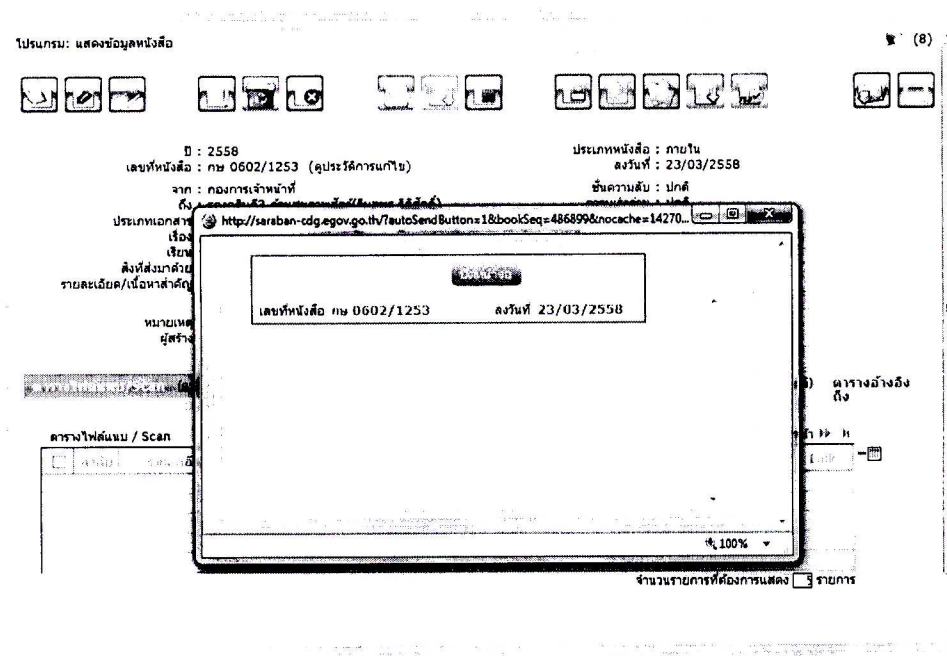 โปรแกรม: แสดงข้อมูลหนังสือ
(8)
ปี : 2558
ประเภทหนังสือ : ภายใน
เลขที่หนังสือ : กษ 0602/1253 (ดูประวัติการแก้ไข)
ลงวันที่ : 23/03/2558
จาก : กองการเจ้าหน้าที่
ชั้นความลับ : ปกติ
ถึง :
ประเภทเอกสาร
http://saraban-cdg.egov.go.th/?autoSendButton=1&bookSeq=486899&nocache=14270...
เรื่อง
เรียน
สิ่งที่ส่งมาด้วย
รายละเอียด/เนื้อหาสำคัญ
เลขที่หนังสือ กษ 0602/1253 ลงวันที่ 23/03/2558
หมายเหตุ
ผู้สร้าง
ตารางอ้างอิง
ถึง
ตารางไฟล์แนบ / Scan
100%
จำนวนรายการที่ต้องการแสดง 5 รายการ